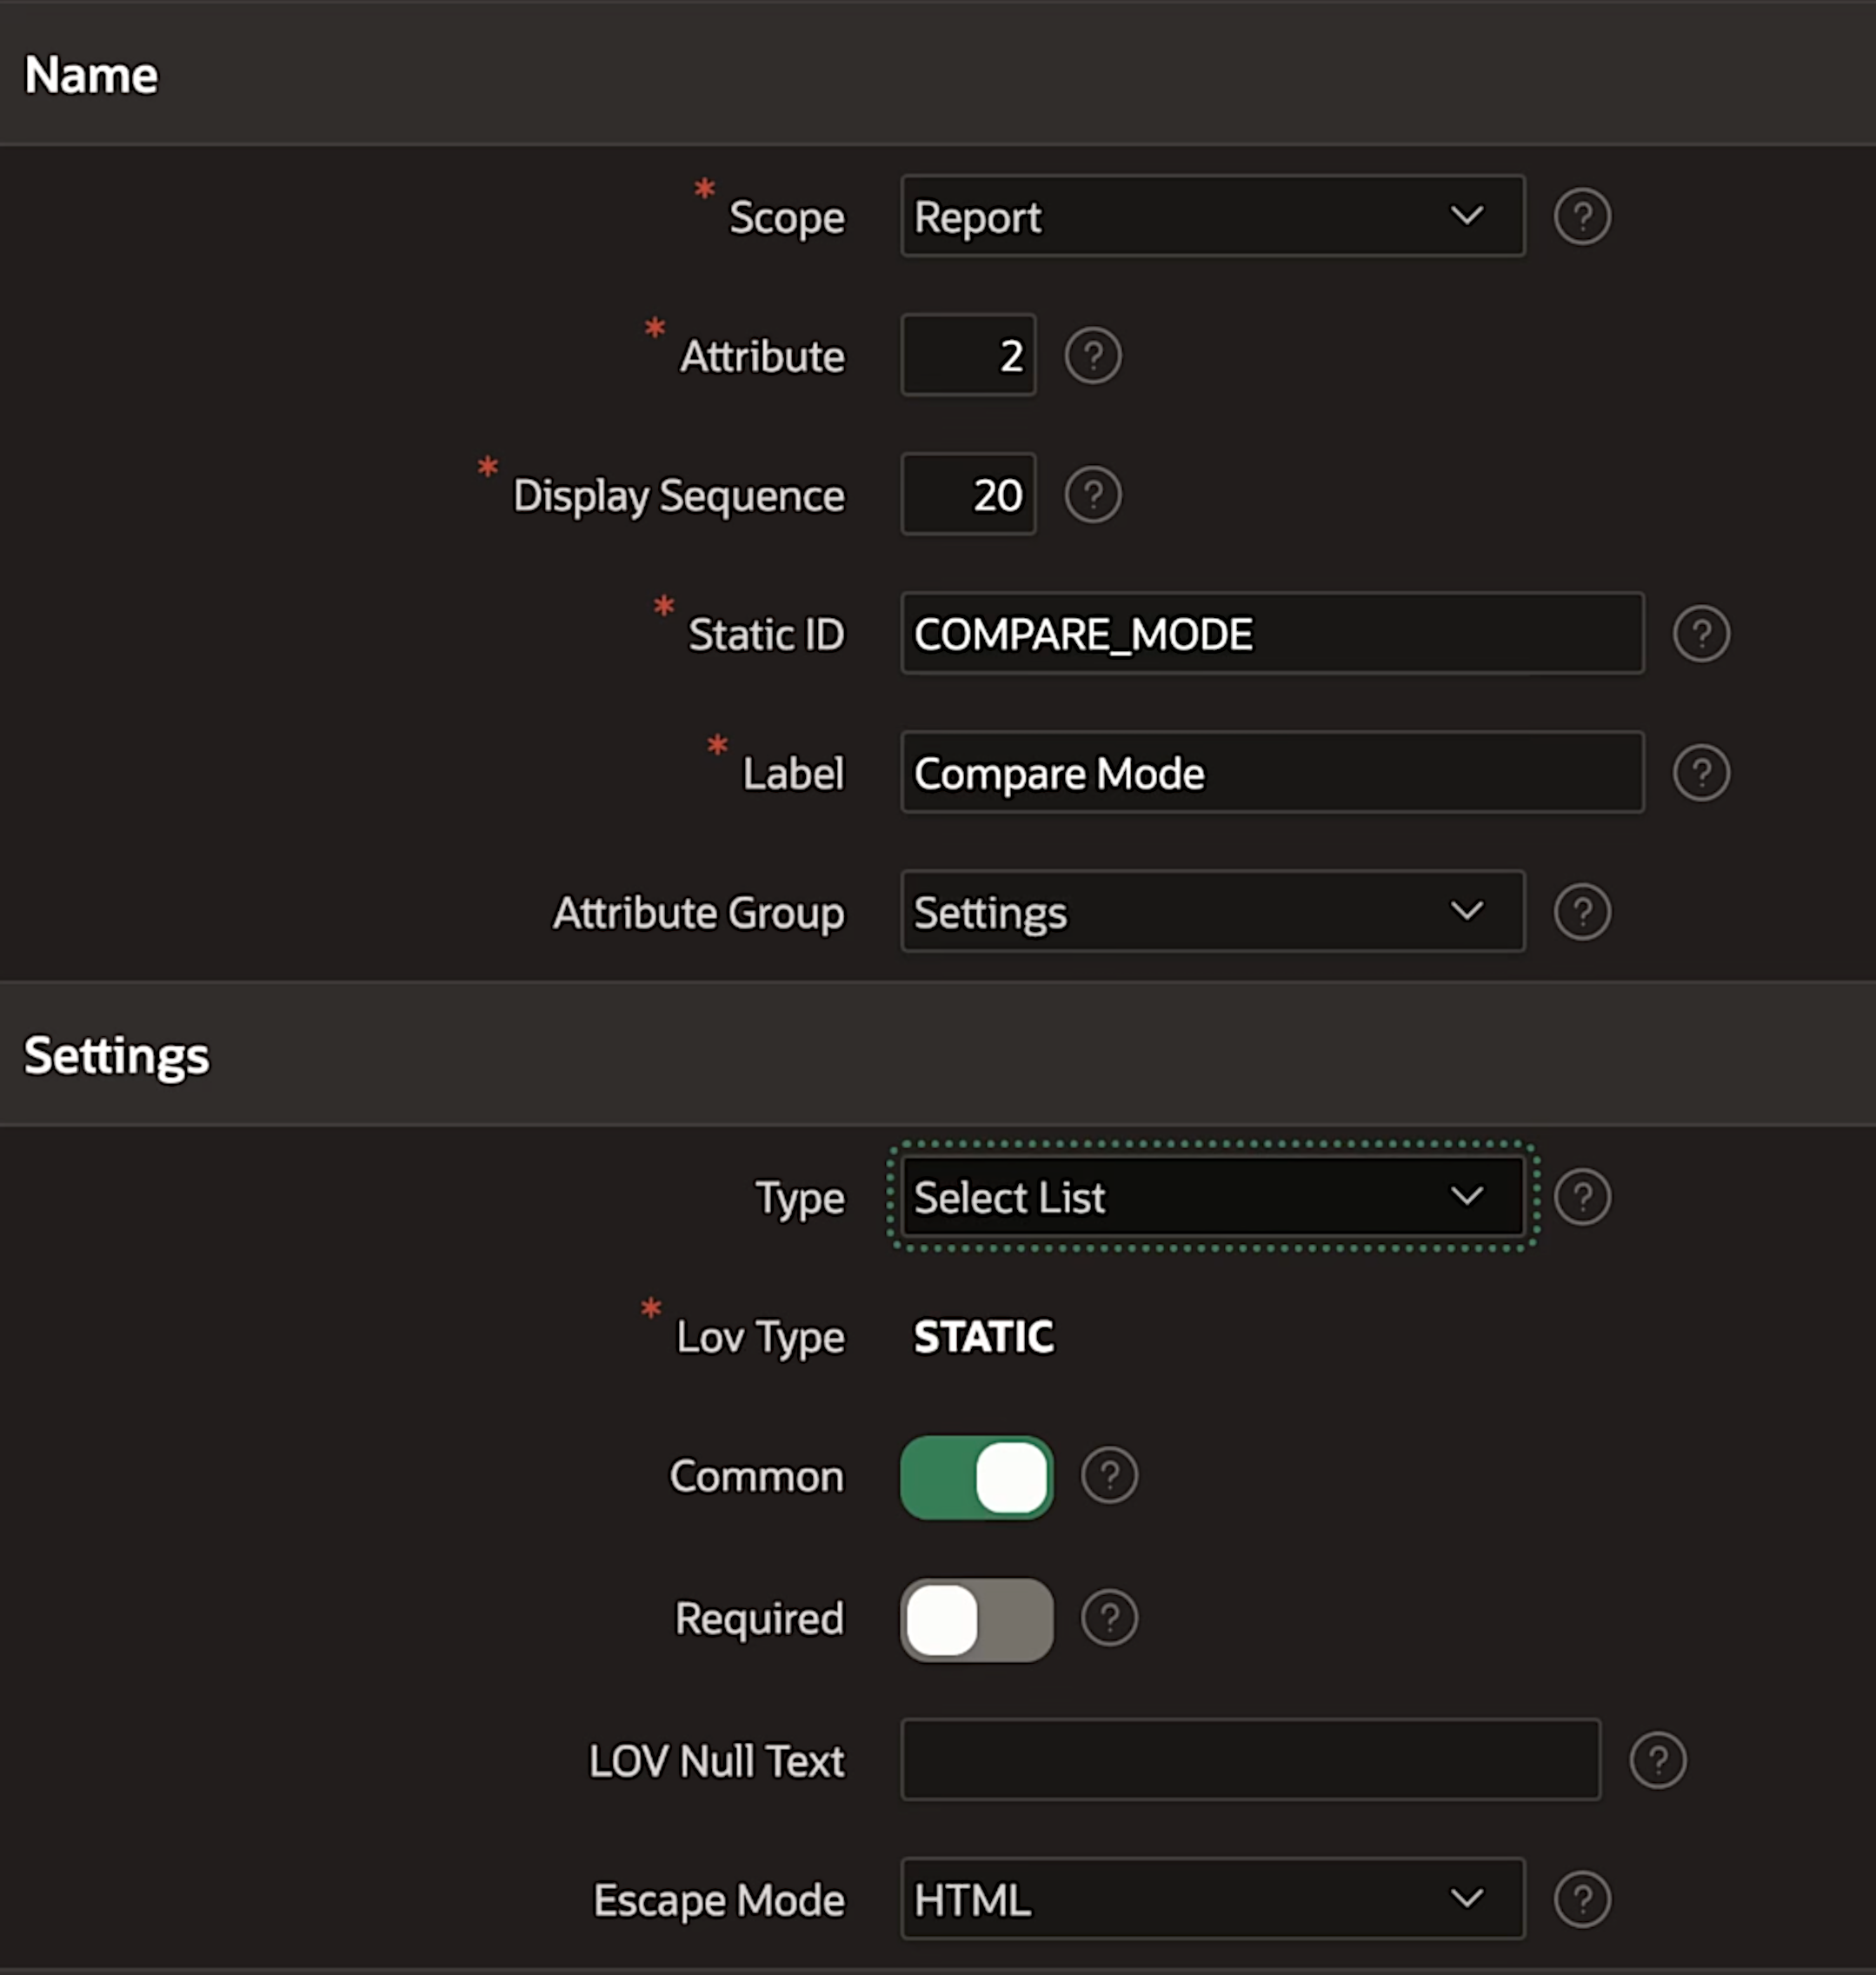 Name
* Scope Report ?
* Attribute 2 ?
* Display Sequence 20 ?
* Static ID COMPARE_MODE ?
* Label Compare Mode ?
Attribute Group Settings ?
Settings
Type Select List ?
* Lov Type STATIC
Common ?
Required ?
LOV Null Text ?
Escape Mode HTML ?